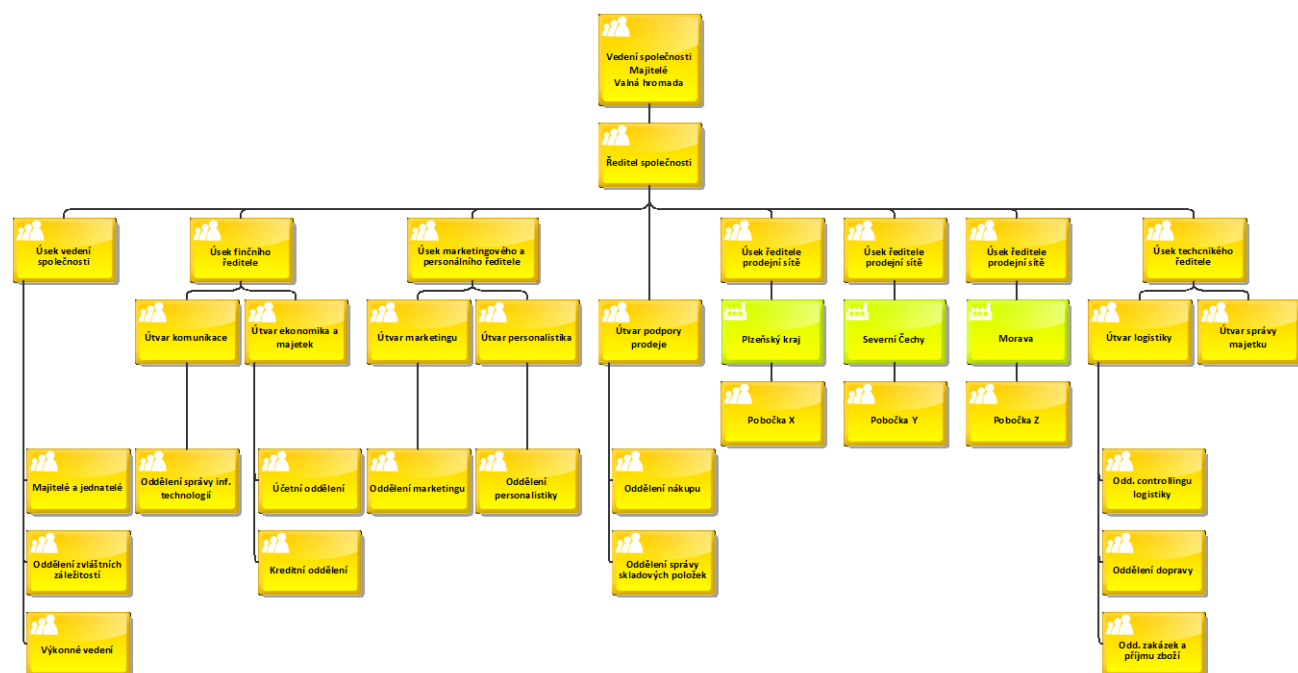 Vedení společnosti
Majitelé
Valná hromada
Ředitel společnosti
Úsek vedení
společnosti
Úsek finčního
ředitele
Úsek marketingového a
personálního ředitele
Úsek ředitele
prodejní sítě
Úsek ředitele
prodejní sítě
Úsek ředitele
prodejní sítě
Úsek techcnikého
ředitele
Útvar komunikace
Útvar ekonomika a
majetek
Útvar marketingu
Útvar personalistika
Útvar podpory
prodeje
Plzeňský kraj
Severní Čechy
Morava
Útvar logistiky
Útvar správy
majetku
Pobočka X
Pobočka Y
Pobočka Z
Majitelé a jednatelé
Oddělení správy inf.
technologií
Účetní oddělení
Oddělení marketingu
Oddělení
personalistiky
Oddělení nákupu
Odd. controllingu
logistiky
Oddělení zvláštních
záležitostí
Kreditní oddělení
Oddělení správy
skladových položek
Oddělení dopravy
Výkonné vedení
Odd. zakázek a
příjmu zboží